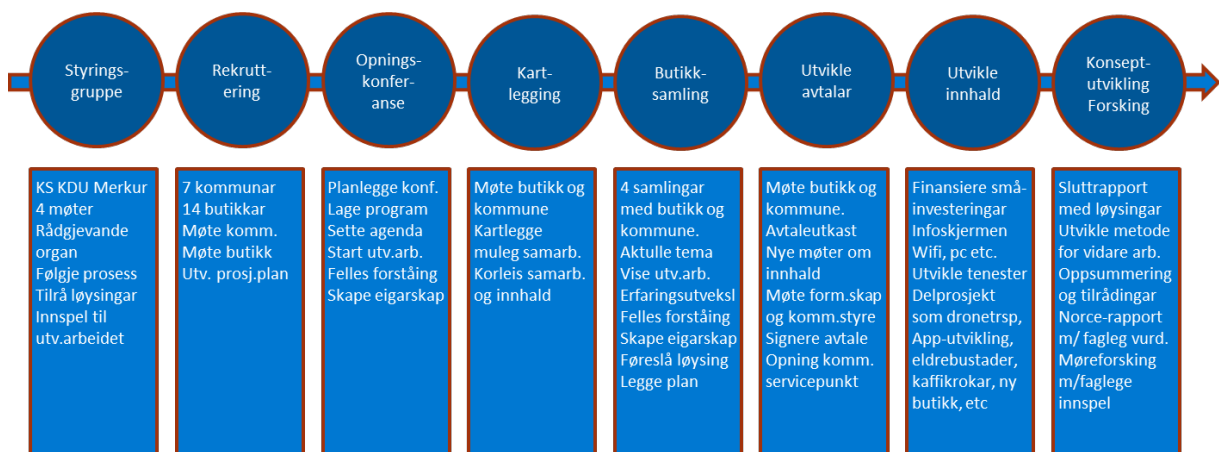 Styrings-
gruppe
Rekrutt-
ering
Opnings-
konfer-
anse
Kart-
legging
Butikk-
samling
Utvikle
avtalar
Utvikle
innhald
Konsept-
utvikling
Forsking
KS KDU Merkur
4 møter
Rådgjevande
organ
Følgje prosess
Tilrå løysingar
Innspel til
utv.arbeidet
7 kommunar
14 butikkar
Møte komm.
Møte butikk
Utv. prosj.plan
Planlegge konf.
Lage program
Sette agenda
Start utv.arb.
Felles forståing
Skape eigarskap
Møte butikk og
kommune
Kartlegge
muleg samarb.
Korleis samarb.
og innhald
4 samlingar
med butikk og
kommune.
Aktulle tema
Vise utv.arb.
Erfaringsutveksl
Felles forståing
Skape eigarskap
Føreslå løysing
Legge plan
Møte butikk og
kommune.
Avtaleutkast
Nye møter om
innhald
Møte form.skap
og komm.styre
Signere avtale
Opning komm.
servicepunkt
Finansiere små-
investeringar
Infoskjermen
Wifi, pc etc.
Utvikle tenester
Delprosjekt
som dronetrsp,
App-utvikling,
eldrebustader,
kaffikrokar, ny
butikk, etc
Sluttrapport
med løysingar
Utvikle metode
for vidare arb.
Oppsummering
og tilrådingar
Norce-rapport
m/ fagleg vurd.
Møreforsking
m/faglege
innspel